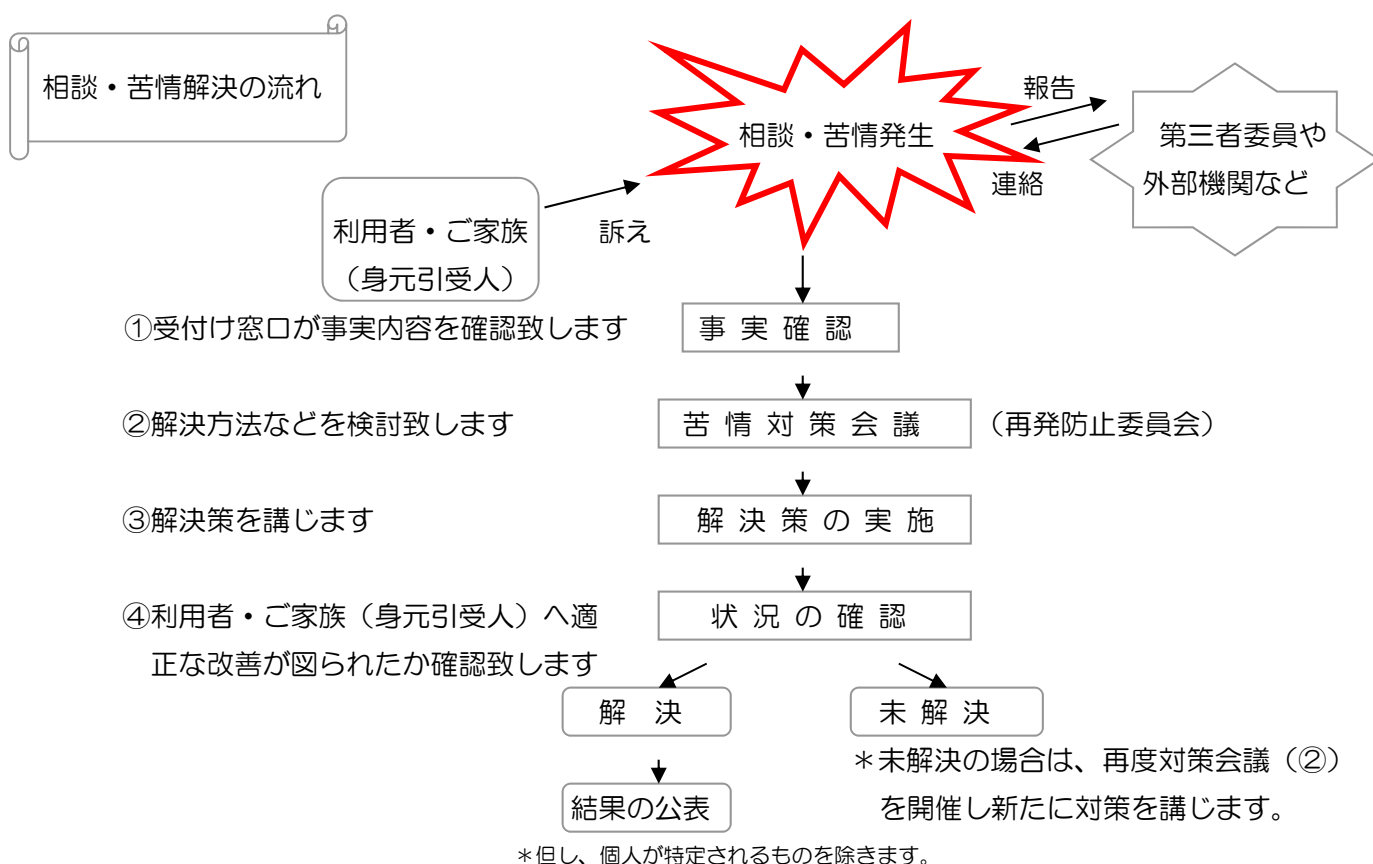 相談・苦情解決の流れ
相談・苦情発生
報告
連絡
第三者委員や
外部機関など
利用者・ご家族
（身元引受人）
訴え
①受付け窓口が事実内容を確認致します
事 実 確 認
②解決方法などを検討致します
苦 情 対 策 会 議
（再発防止委員会）
③解決策を講じます
解 決 策 の 実 施
④利用者・ご家族（身元引受人）へ適
正な改善が図られたか確認致します
状 況 の 確 認
解　決
未 解 決
＊未解決の場合は、再度対策会議（②）
を開催し新たに対策を講じます。
結果の公表
＊但し、個人が特定されるものを除きます。